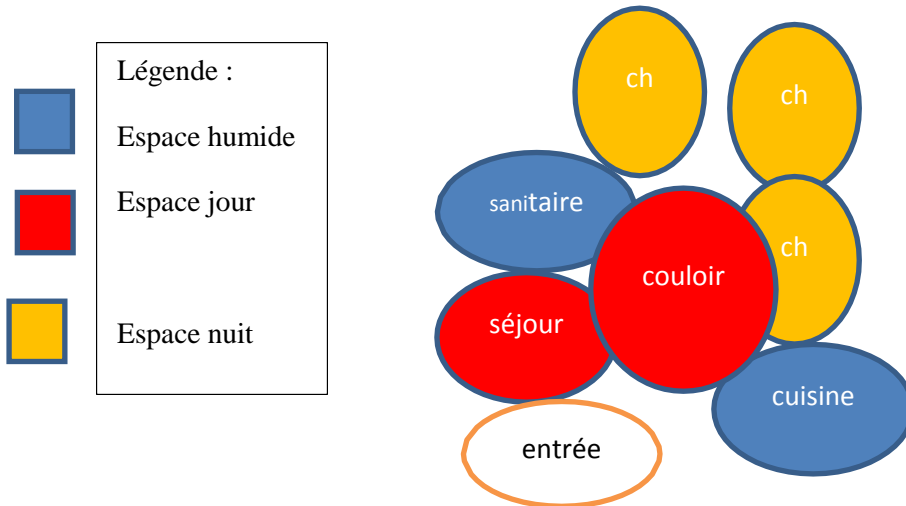 Légende :
Espace humide
Espace jour
Espace nuit
ch
ch
sanitaire
ch
couloir
séjour
cuisine
entrée